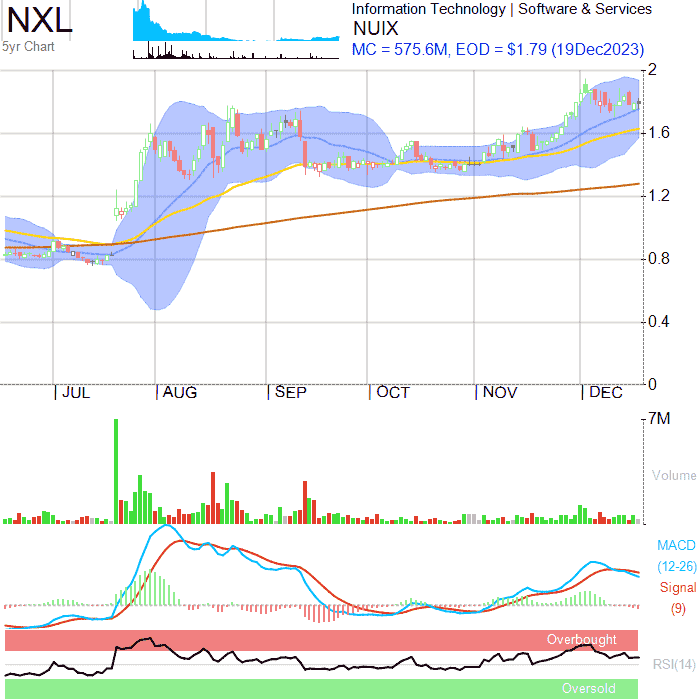 NXL
5yr Chart
Information Technology | Software & Services
NUIX
MC = 575.6M, EOD = $1.79 (19Dec2023)
2
1.6
1.2
0.8
0.4
0
JUL AUG SEP OCT NOV DEC
7M
Volume
MACD
(12-26)
Signal
(9)
Overbought
RSI(14)
Oversold